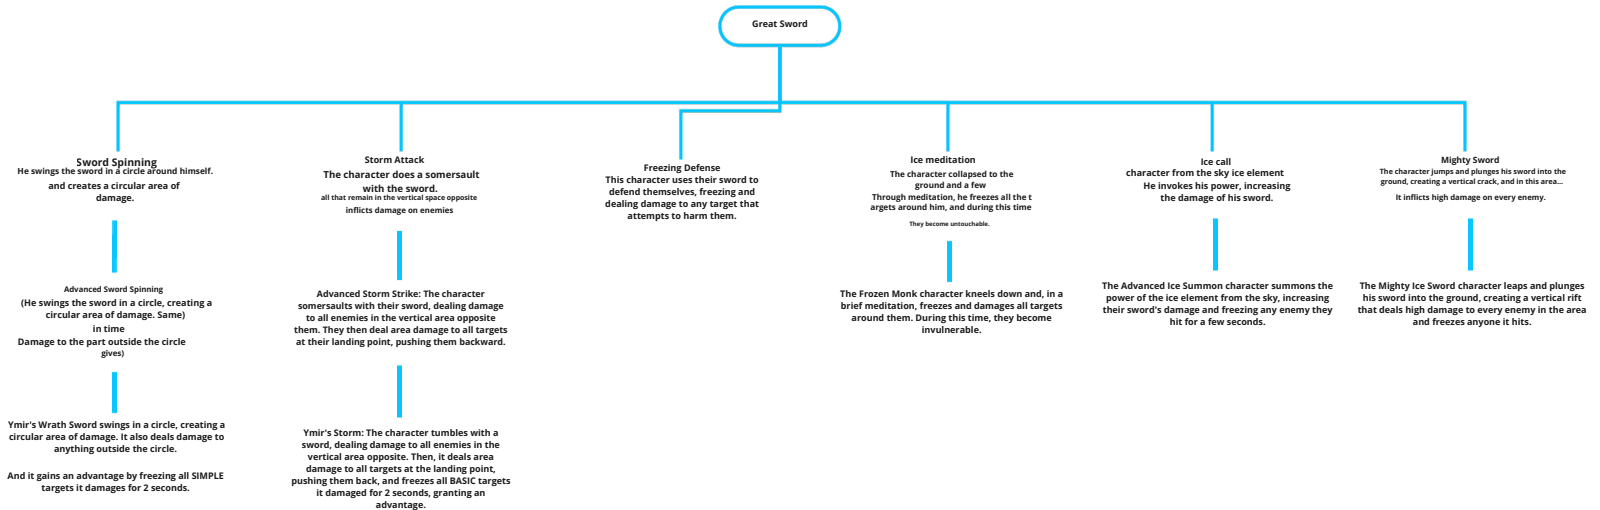 Great Sword
Sword Spinning
He swings the sword in a circle around himself.
and creates a circular area of
damage.
Advanced Sword Spinning
(He swings the sword in a circle, creating a
circular area of damage. Same)
in time
Damage to the part outside the circle
gives)
Ymir's Wrath Sword swings in a circle, creating a
circular area of damage. It also deals damage to
anything outside the circle.
And it gains an advantage by freezing all SIMPLE
targets it damages for 2 seconds.
Storm Attack
The character does a somersault
with the sword.
all that remain in the vertical space opposite
inflicts damage on enemies
Advanced Storm Strike: The character
somersaults with their sword, dealing damage
to all enemies in the vertical area opposite
them. They then deal area damage to all targets
at their landing point, pushing them backward.
Ymir's Storm: The character tumbles with a
sword, dealing damage to all enemies in the
vertical area opposite. Then, it deals area
damage to all targets at the landing point,
pushing them back, and freezes all BASIC targets
it damaged for 2 seconds, granting an
advantage.
Freezing Defense
This character uses their sword to
defend themselves, freezing and
dealing damage to any target that
attempts to harm them.
Ice meditation
The character collapsed to the
ground and a few
Through meditation, he freezes all the t
argets around him, and during this time
They become untouchable.
The Frozen Monk character kneels down and, in a
brief meditation, freezes and damages all targets
around them. During this time, they become
invulnerable.
Ice call
character from the sky ice element
He invokes his power, increasing
the damage of his sword.
The Advanced Ice Summon character summons the
power of the ice element from the sky, increasing
their sword's damage and freezing any enemy they
hit for a few seconds.
Mighty Sword
The character jumps and plunges his sword into the
ground, creating a vertical crack, and in this area...
It inflicts high damage on every enemy.
The Mighty Ice Sword character leaps and plunges
his sword into the ground, creating a vertical rift
that deals high damage to every enemy in the area
and freezes anyone it hits.